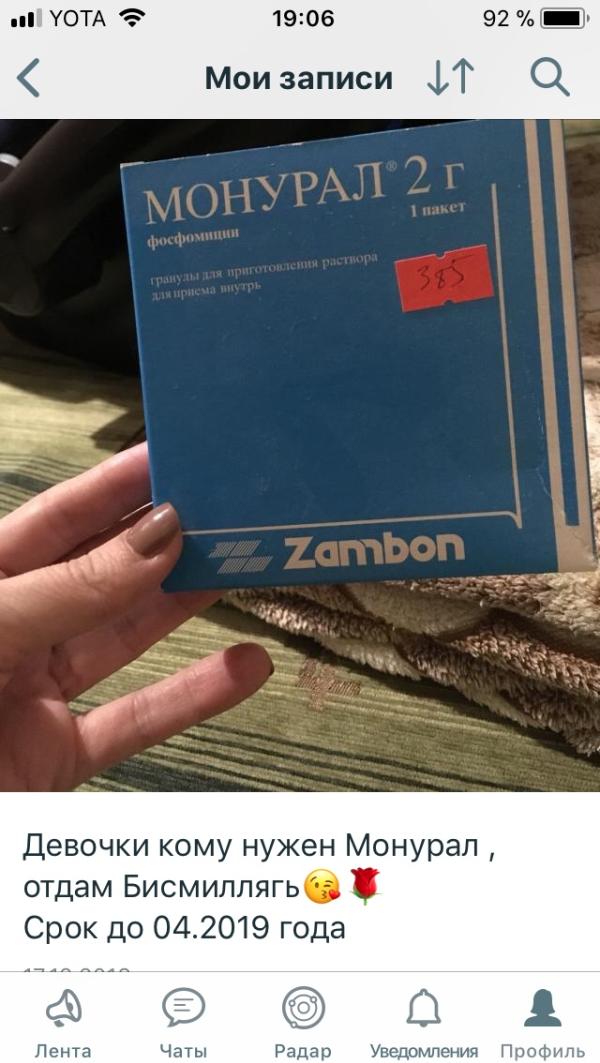 YOTA 19:06 92 %
Мои записи
МОНУРАЛ® 2 г
1 пакет
фосфомицин
гранулы для приготовления раствора
для приема внутрь
385
Zambon
Девочки кому нужен Монурал ,
отдам Бисмиллягь😘🌹
Срок до 04.2019 года
Лента Чаты Радар Уведомления Профиль